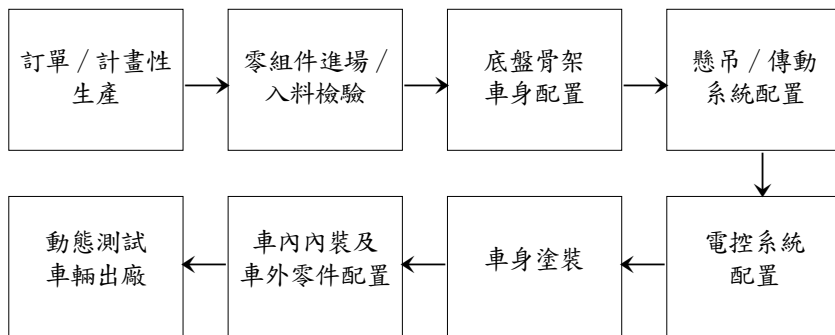 訂單/計畫性
生產
零組件進場/
入料檢驗
底盤骨架
車身配置
懸吊/傳動
系統配置
電控系統
配置
車身塗裝
車內內裝及
車外零件配置
動態測試
車輛出廠